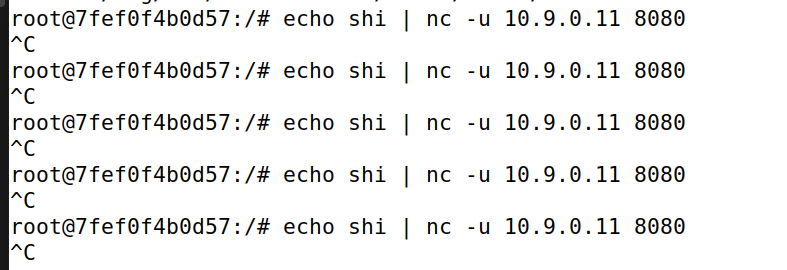 root@7fef0f4b0d57:/# echo shi | nc -u 10.9.0.11 8080
^C
root@7fef0f4b0d57:/# echo shi | nc -u 10.9.0.11 8080
^C
root@7fef0f4b0d57:/# echo shi | nc -u 10.9.0.11 8080
^C
root@7fef0f4b0d57:/# echo shi | nc -u 10.9.0.11 8080
^C
root@7fef0f4b0d57:/# echo shi | nc -u 10.9.0.11 8080
^C